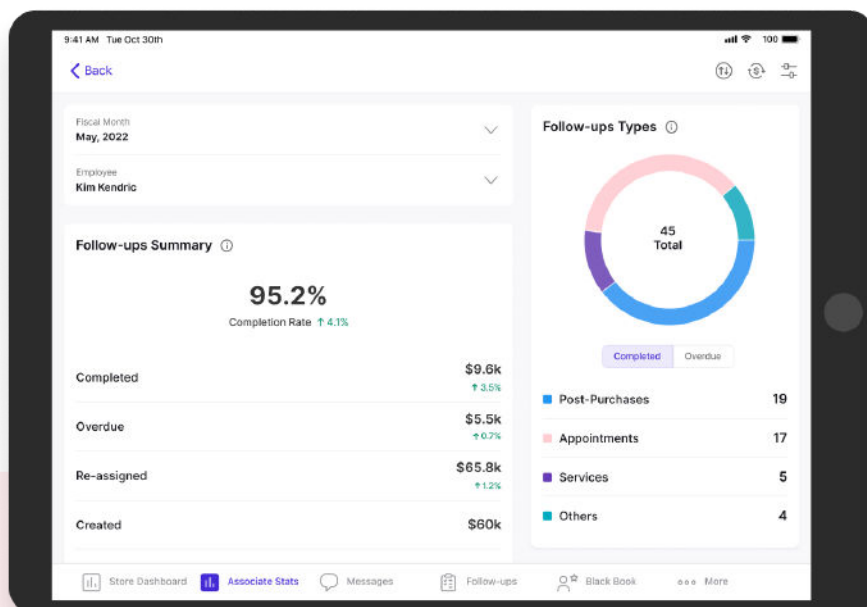 9:41 AM Tue Oct 30th
100
Back
Fiscal Month
May, 2022
Employee
Kim Kendric
Follow-ups Summary
95.2%
Completion Rate ↑ 4.1%
Completed
$9.6k
↑ 3.5%
Overdue
$5.5k
↑ 0.7%
Re-assigned
$65.8k
↑ 1.2%
Created
$60k
Follow-ups Types
45
Total
Completed Overdue
Post-Purchases 19
Appointments 17
Services 5
Others 4
Store Dashboard Associate Stats Messages Follow-ups Black Book More